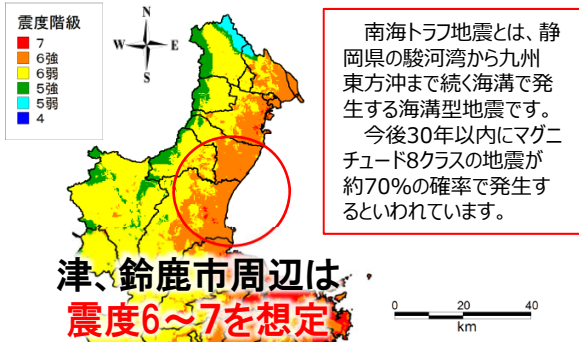 震度階級
7
6強
6弱
5強
5弱
4
N
W E
S
南海トラフ地震とは、静
岡県の駿河湾から九州
東方沖まで続く海溝で発
生する海溝型地震です。
今後30年以内にマグニ
チュード8クラスの地震が
約70%の確率で発生す
るといわれています。
津、鈴鹿市周辺は
震度6～7を想定
0 20 40
km